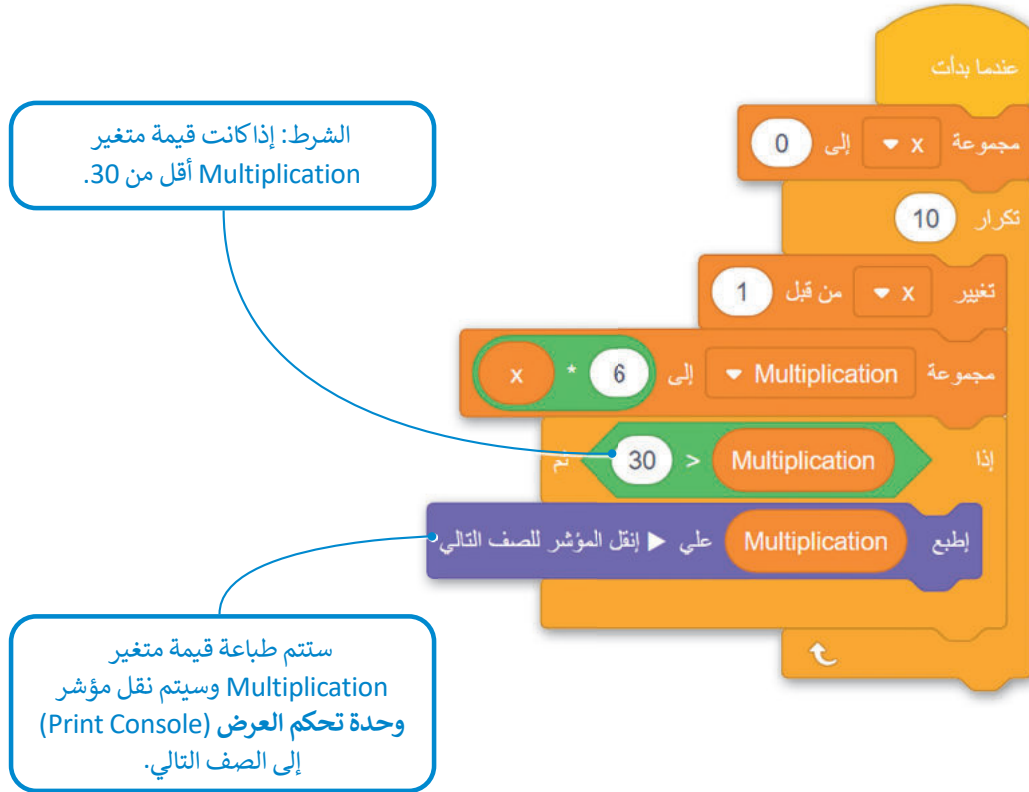 عندما بدأت
مجموعة x إلى 0
تكرار 10
تغيير x من قبل 1
مجموعة Multiplication إلى 6 * x
إذا Multiplication > 30 ثم
إطبع Multiplication علي ◀ إنقل المؤشر للصف التالي
الشرط: إذا كانت قيمة متغير
Multiplication أقل من 30.
ستتم طباعة قيمة متغير
Multiplication وسيتم نقل مؤشر
وحدة تحكم العرض (Print Console)
إلى الصف التالي.